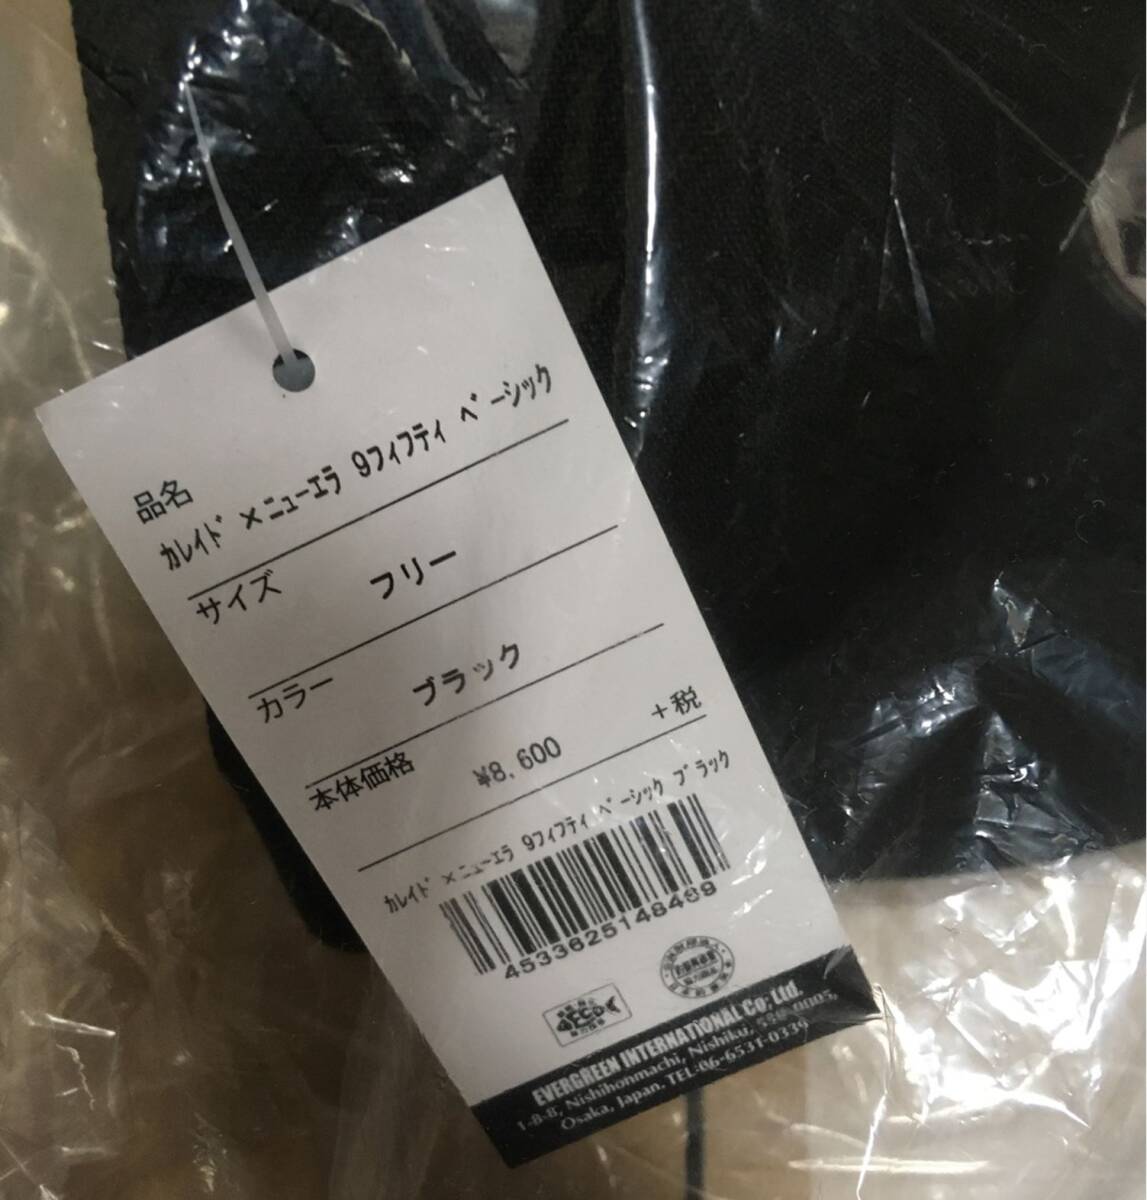 品名
カレイド×ニューエラ 9フィフティ ベーシック
サイズ フリー
カラー ブラック
本体価格 ¥8,600 +税
カレイド×ニューエラ 9フィフティ ベーシック ブラック
4533625148469
EVERGREEN INTERNATIONAL Co; Ltd.
1-8-8, Nishihonmachi, Nishiku, 550-0005,
Osaka, Japan. TEL:06-6531-0339